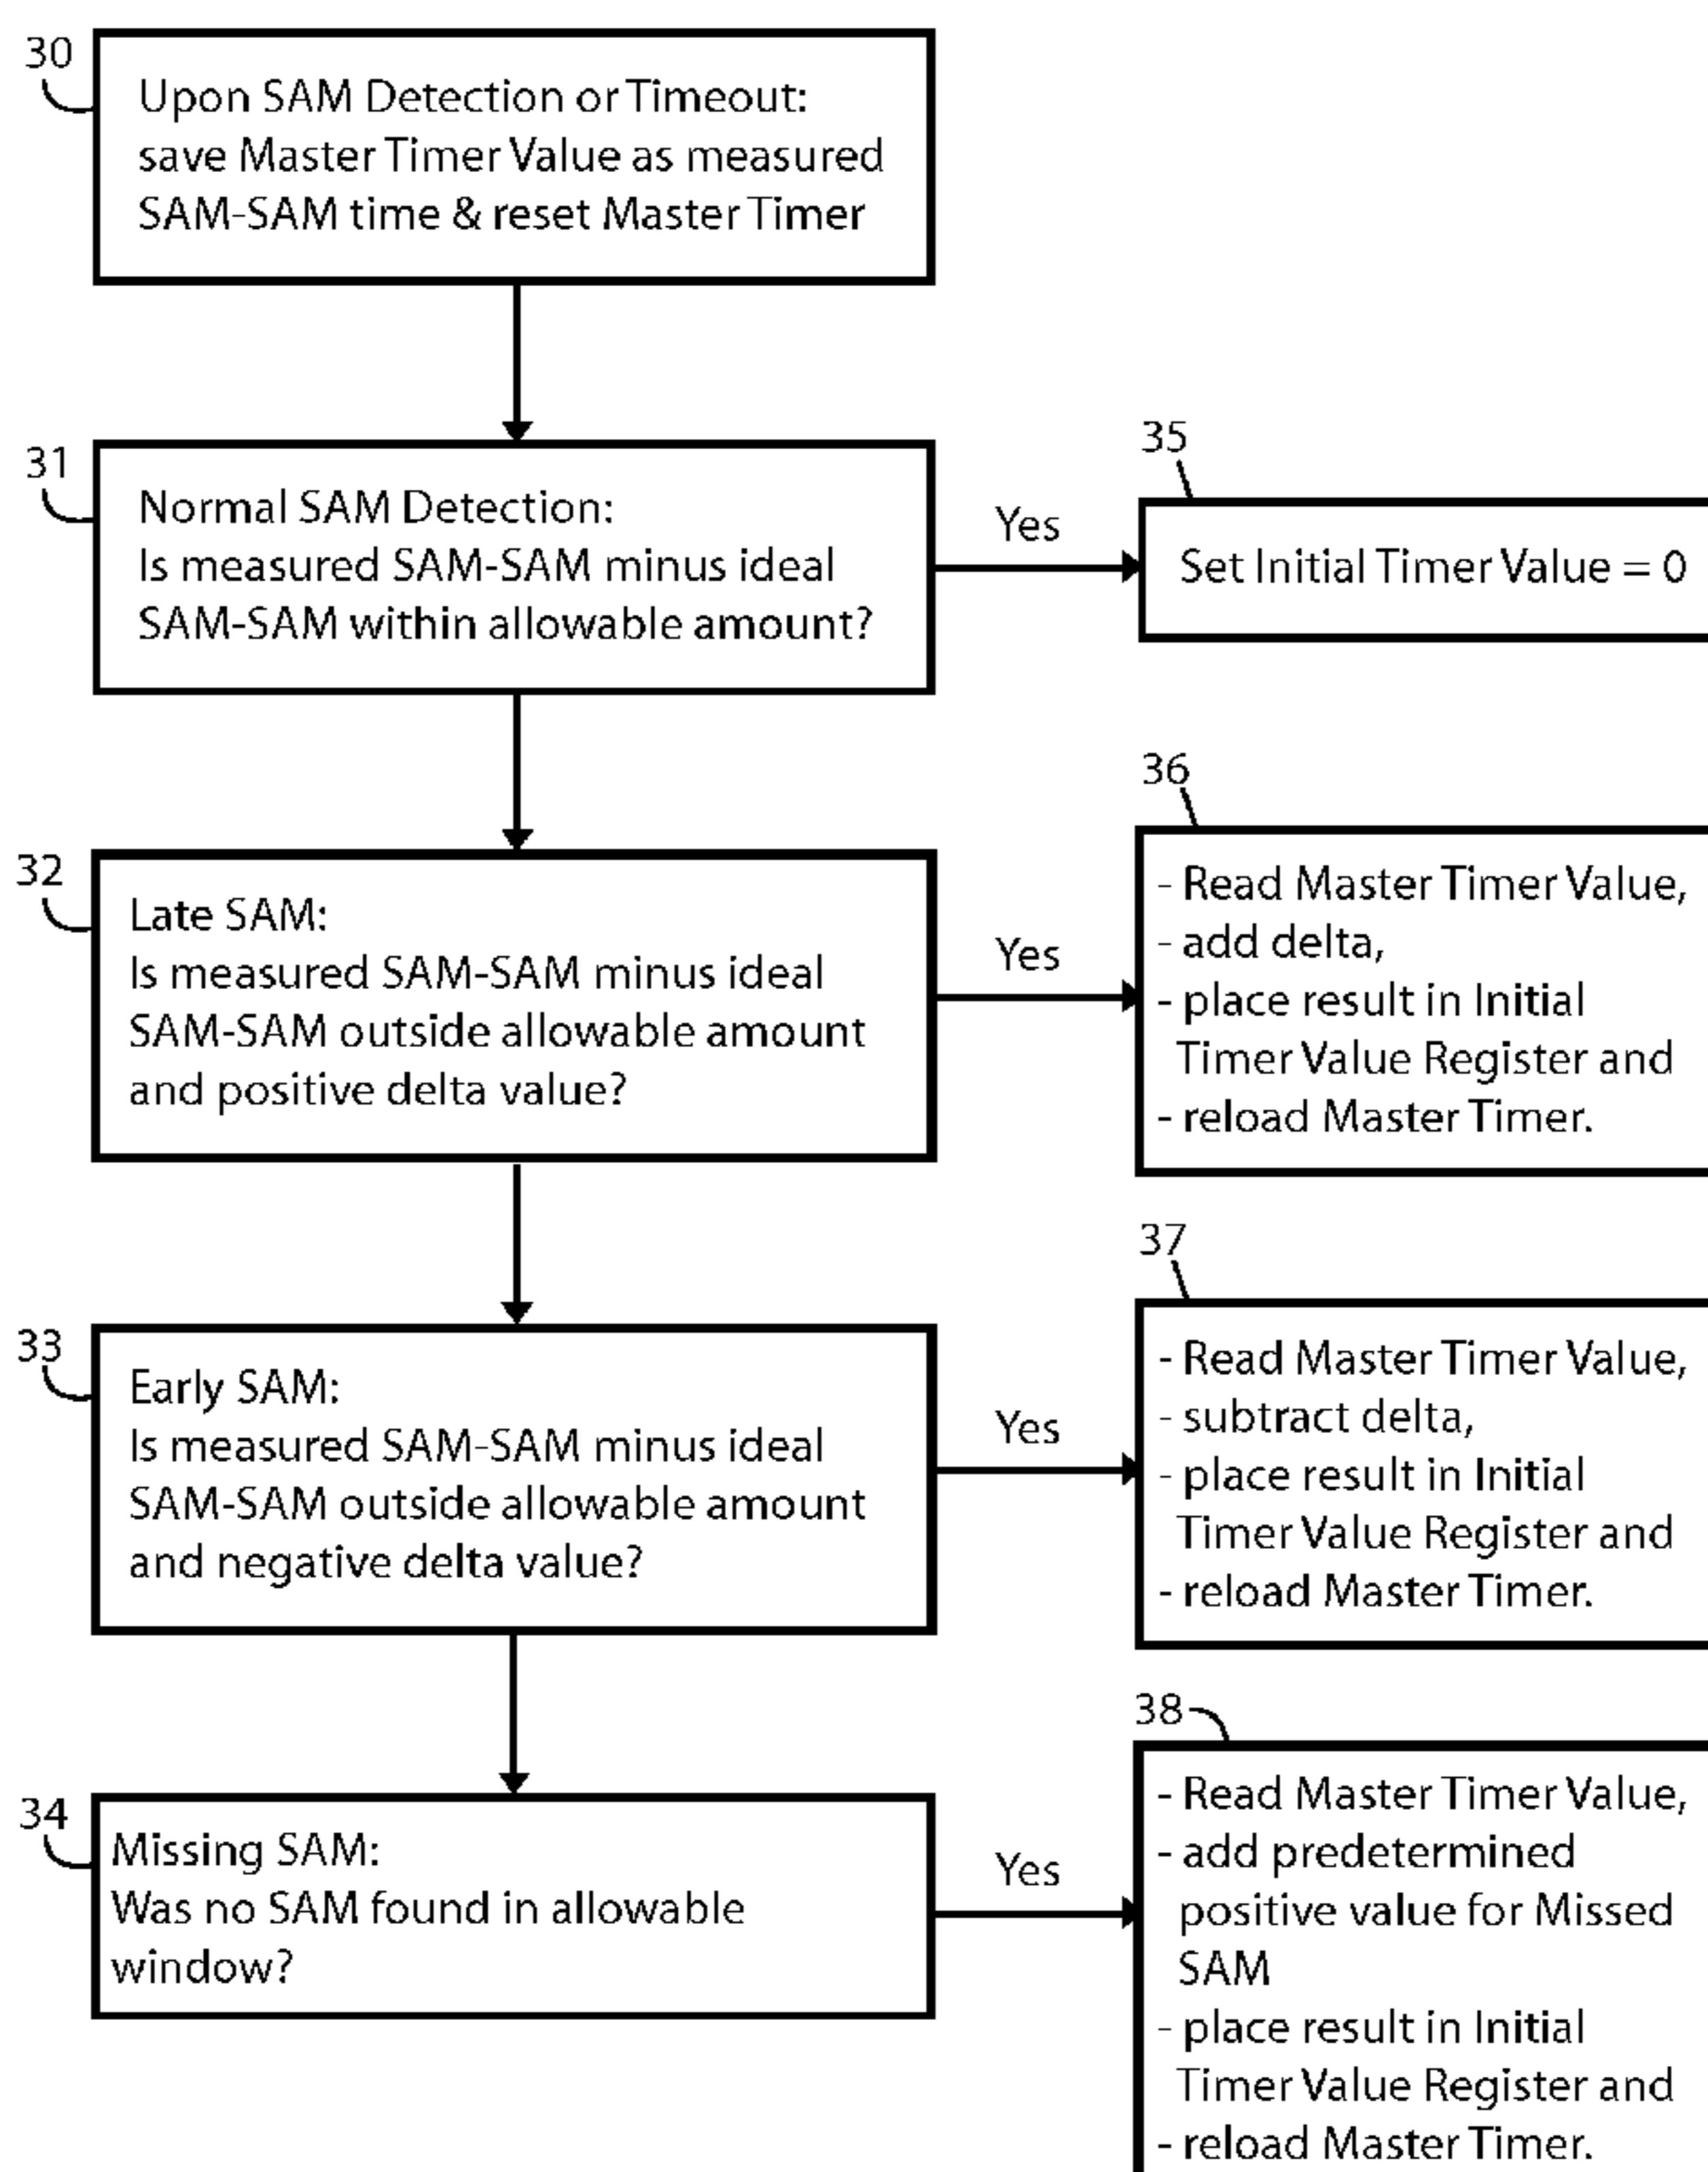 30
Upon SAM Detection or Timeout:
save Master Timer Value as measured
SAM-SAM time & reset Master Timer
31
Normal SAM Detection:
Is measured SAM-SAM minus ideal
SAM-SAM within allowable amount?
Yes
35
Set Initial Timer Value = 0
32
Late SAM:
Is measured SAM-SAM minus ideal
SAM-SAM outside allowable amount
and positive delta value?
Yes
36
- Read Master Timer Value,
- add delta,
- place result in Initial
Timer Value Register and
- reload Master Timer.
33
Early SAM:
Is measured SAM-SAM minus ideal
SAM-SAM outside allowable amount
and negative delta value?
Yes
37
- Read Master Timer Value,
- subtract delta,
- place result in Initial
Timer Value Register and
- reload Master Timer.
34
Missing SAM:
Was no SAM found in allowable
window?
Yes
38
- Read Master Timer Value,
- add predetermined
positive value for Missed
SAM
- place result in Initial
Timer Value Register and
- reload Master Timer.